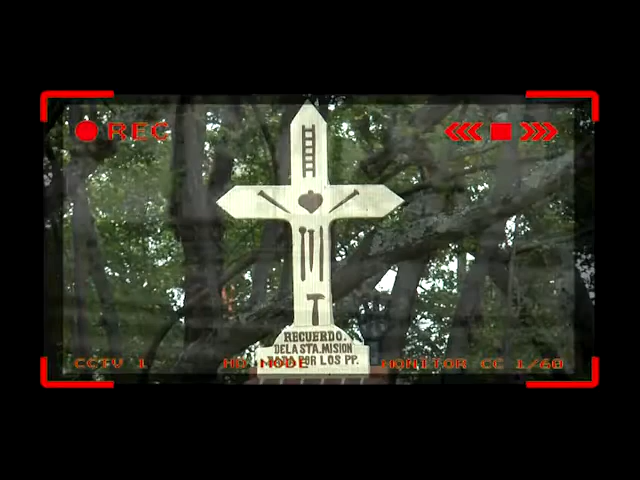 REC
RECUERDO.
DE LA STA. MISION
POR LOS PP.
CCTV 1 HD MODE MONITOR CC 1/60